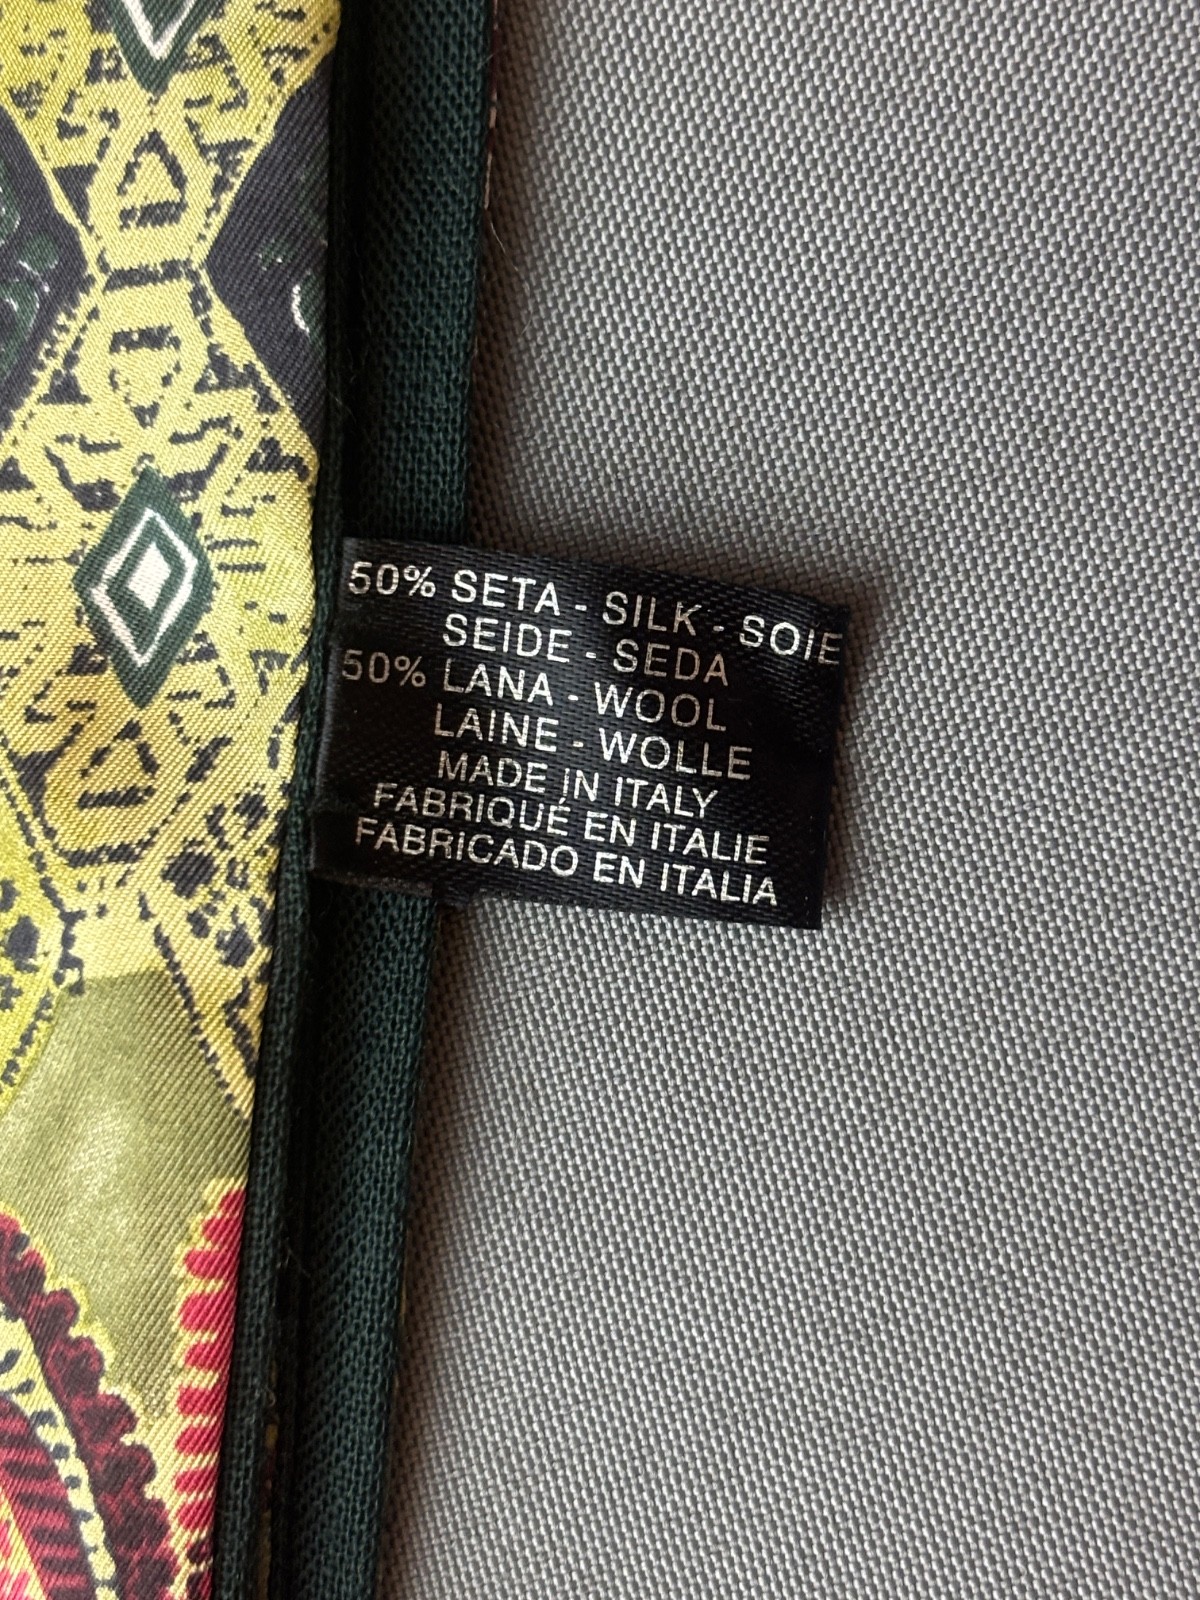 50% SETA - SILK - SOIE
SEIDE - SEDA
50% LANA - WOOL
LAINE - WOLLE
MADE IN ITALY
FABRIQUÉ EN ITALIE
FABRICADO EN ITALIA